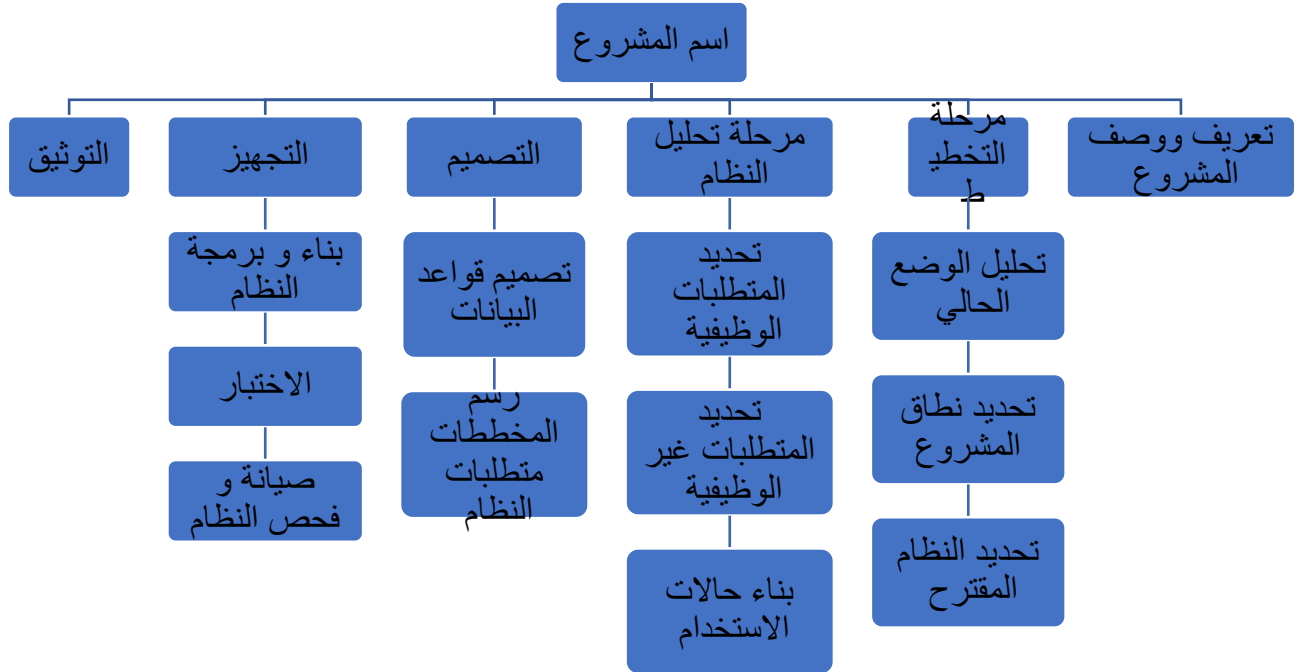 اسم المشروع
تعريف ووصف
المشروع
مرحلة
التخطي
ط
مرحلة تحليل
النظام
التصميم
التجهيز
التوثيق
تحليل الوضع
الحالي
تحديد نطاق
المشروع
تحديد النظام
المقترح
تحديد
المتطلبات
الوظيفية
تحديد
المتطلبات غير
الوظيفية
بناء حالات
الاستخدام
تصميم قواعد
البيانات
رسم
المخططات
متطلبات
النظام
بناء و برمجة
النظام
الاختبار
صيانة و
فحص النظام